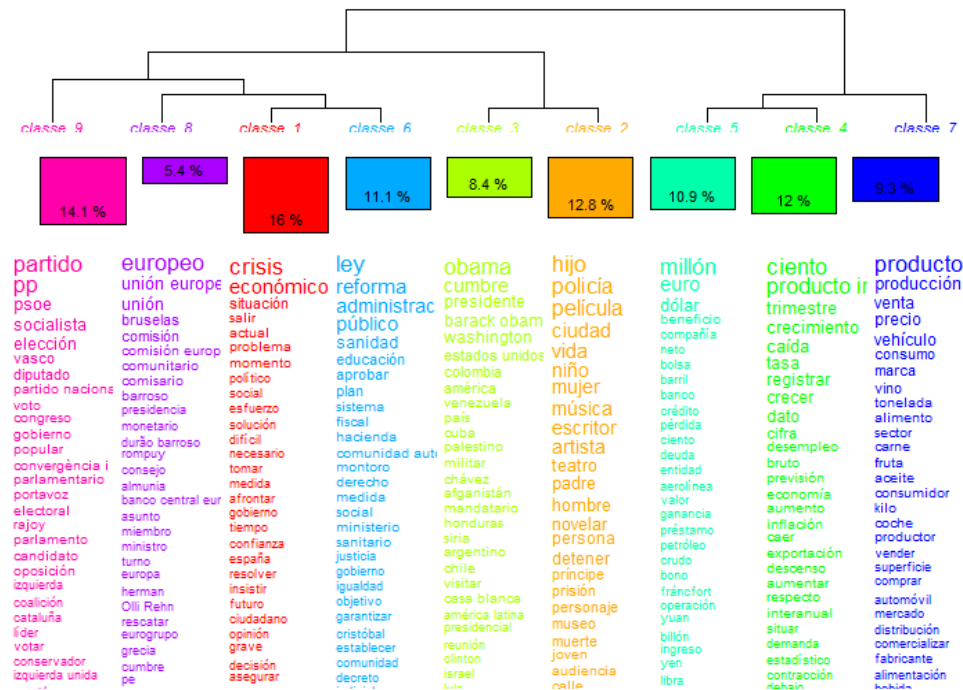 classe 9
classe 8
classe 1
classe 6
classe 3
classe 2
classe 5
classe 4
classe 7
14.1 %
5.4 %
16 %
11.1 %
8.4 %
12.8 %
10.9 %
12 %
9.3 %
partido
pp
psoe
socialista
elección
vasco
diputado
partido naciona
voto
congreso
gobierno
popular
convergència i
parlamentario
portavoz
electoral
rajoy
parlamento
candidato
oposición
izquierda
coalición
cataluña
líder
votar
conservador
izquierda unida
europeo
unión europe
unión
bruselas
comisión
comisión europ
comunitario
comisario
barroso
presidencia
monetario
durão barroso
rompuy
consejo
almunia
banco central eur
asunto
miembro
ministro
turno
europa
herman
Olli Rehn
rescatar
eurogrupo
grecia
cumbre
pe
crisis
económico
situación
salir
actual
problema
momento
político
social
esfuerzo
solución
difícil
necesario
tomar
medida
afrontar
gobierno
tiempo
confianza
españa
resolver
insistir
futuro
ciudadano
opinión
grave
decisión
asegurar
ley
reforma
administrac
público
sanidad
educación
aprobar
plan
sistema
fiscal
hacienda
comunidad aut
montoro
derecho
medida
social
ministerio
sanitario
justicia
gobierno
igualdad
objetivo
garantizar
cristóbal
establecer
comunidad
decreto
obama
cumbre
presidente
barack obam
washington
estados unidos
colombia
américa
venezuela
país
cuba
palestino
militar
chávez
afganistán
mandatario
honduras
siria
argentino
chile
visitar
casa blanca
américa latina
presidencial
reunión
clinton
israel
hijo
policía
película
ciudad
vida
niño
mujer
música
escritor
artista
teatro
padre
hombre
novelar
persona
detener
príncipe
prisión
personaje
museo
muerte
joven
audiencia
calle
millón
euro
dólar
beneficio
compañía
neto
bolsa
barril
banco
crédito
pérdida
ciento
deuda
entidad
aerolínea
valor
ganancia
préstamo
petróleo
crudo
bono
fráncfort
operación
yuan
billón
ingreso
yen
libra
ciento
producto in
trimestre
crecimiento
caída
tasa
registrar
crecer
dato
cifra
desempleo
bruto
previsión
economía
aumento
inflación
caer
exportación
descenso
aumentar
respecto
interanual
situar
demanda
estadístico
contracción
debajo
producto
producción
venta
precio
vehículo
consumo
marca
vino
tonelada
alimento
sector
carne
fruta
aceite
consumidor
kilo
coche
productor
vender
superficie
comprar
automóvil
mercado
distribución
comercializar
fabricante
alimentación
bebida